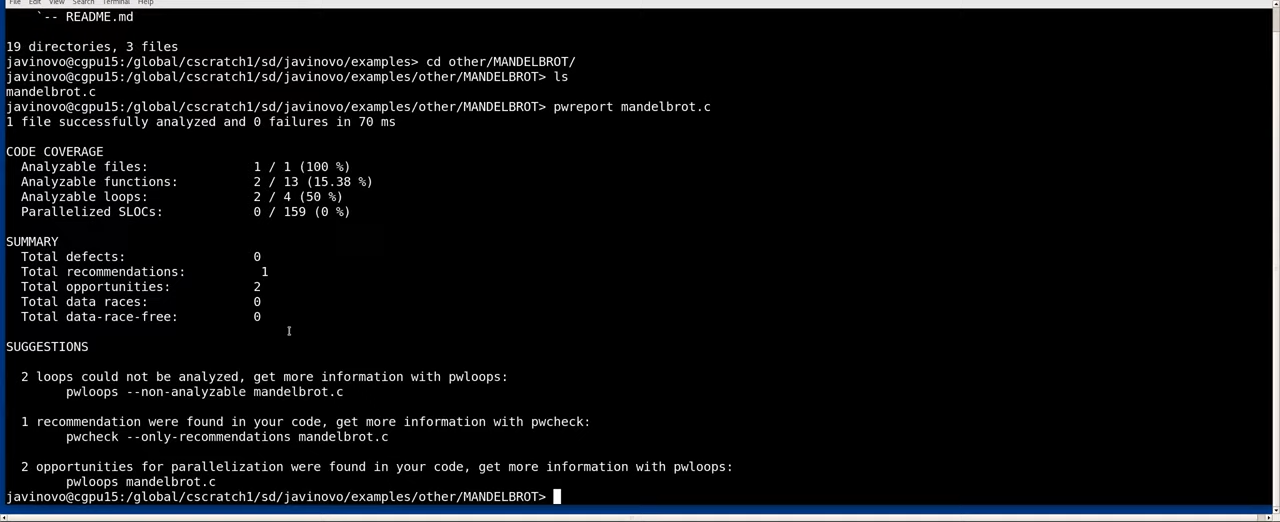 File Edit View Search Terminal Help
`-- README.md
19 directories, 3 files
javinovo@cgpu15:/global/cscratch1/sd/javinovo/examples> cd other/MANDELBROT/
javinovo@cgpu15:/global/cscratch1/sd/javinovo/examples/other/MANDELBROT> ls
mandelbrot.c
javinovo@cgpu15:/global/cscratch1/sd/javinovo/examples/other/MANDELBROT> pwreport mandelbrot.c
1 file successfully analyzed and 0 failures in 70 ms
CODE COVERAGE
Analyzable files: 1 / 1 (100 %)
Analyzable functions: 2 / 13 (15.38 %)
Analyzable loops: 2 / 4 (50 %)
Parallelized SLOCs: 0 / 159 (0 %)
SUMMARY
Total defects: 0
Total recommendations: 1
Total opportunities: 2
Total data races: 0
Total data-race-free: 0
SUGGESTIONS
2 loops could not be analyzed, get more information with pwloops:
pwloops --non-analyzable mandelbrot.c
1 recommendation were found in your code, get more information with pwcheck:
pwcheck --only-recommendations mandelbrot.c
2 opportunities for parallelization were found in your code, get more information with pwloops:
pwloops mandelbrot.c
javinovo@cgpu15:/global/cscratch1/sd/javinovo/examples/other/MANDELBROT>